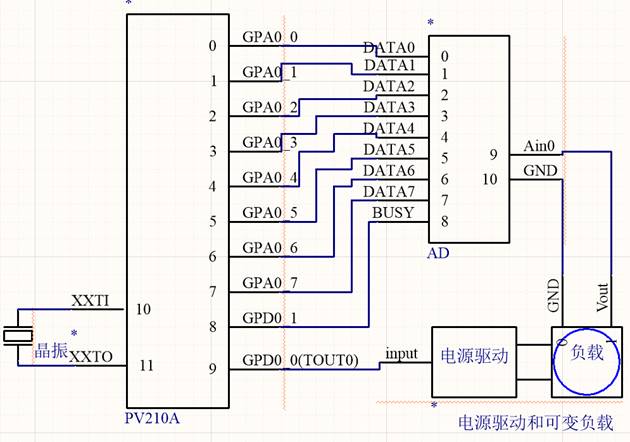 *
GPA0_0
0
GPA0_1
1
GPA0_2
2
GPA0_3
3
GPA0_4
4
GPA0_5
5
GPA0_6
6
GPA0_7
7
GPD0_1
8
GPD0_0(TOUT0)
9
XXTI
10
*
晶振
XXTO
11
PV210A
*
DATA0
0
DATA1
1
DATA2
2
DATA3
3
DATA4
4
DATA5
5
DATA6
6
DATA7
7
BUSY
8
Ain0
9
GND
10
AD
GND
Vout
input
电源驱动
0
负载
1
*
电源驱动和可变负载